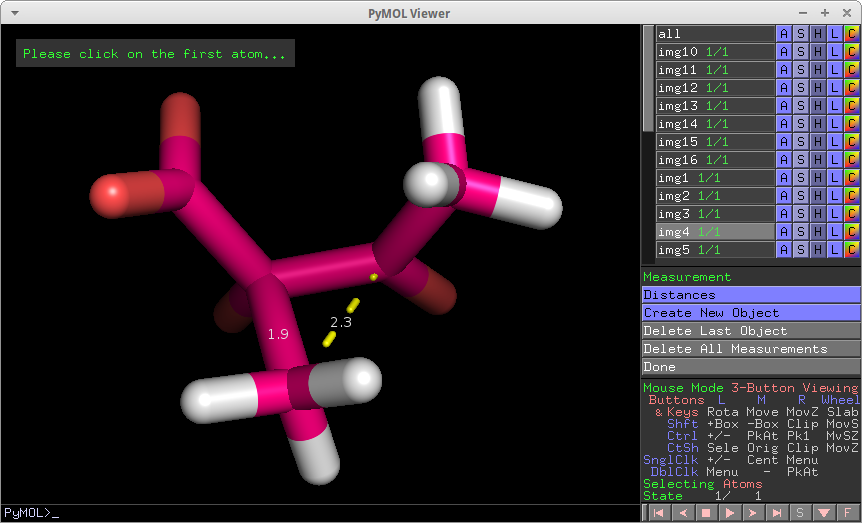 PyMOL Viewer
Please click on the first atom...
1.9
2.3
all A S H L C
img10 1/1 A S H L C
img11 1/1 A S H L C
img12 1/1 A S H L C
img13 1/1 A S H L C
img14 1/1 A S H L C
img15 1/1 A S H L C
img16 1/1 A S H L C
img1 1/1 A S H L C
img2 1/1 A S H L C
img3 1/1 A S H L C
img4 1/1 A S H L C
img5 1/1 A S H L C
Measurement
Distances
Create New Object
Delete Last Object
Delete All Measurements
Done
Mouse Mode 3-Button Viewing
Buttons L M R Wheel
& Keys Rota Move MovZ Slab
Shft +Box -Box Clip MovS
Ctrl +/- PkAt Pk1 MvSZ
CtSh Sele Orig Clip MovZ
SnglClk +/- Cent Menu
DblClk Menu - PkAt
Selecting Atoms
State 1/ 1
PyMOL>_
S F